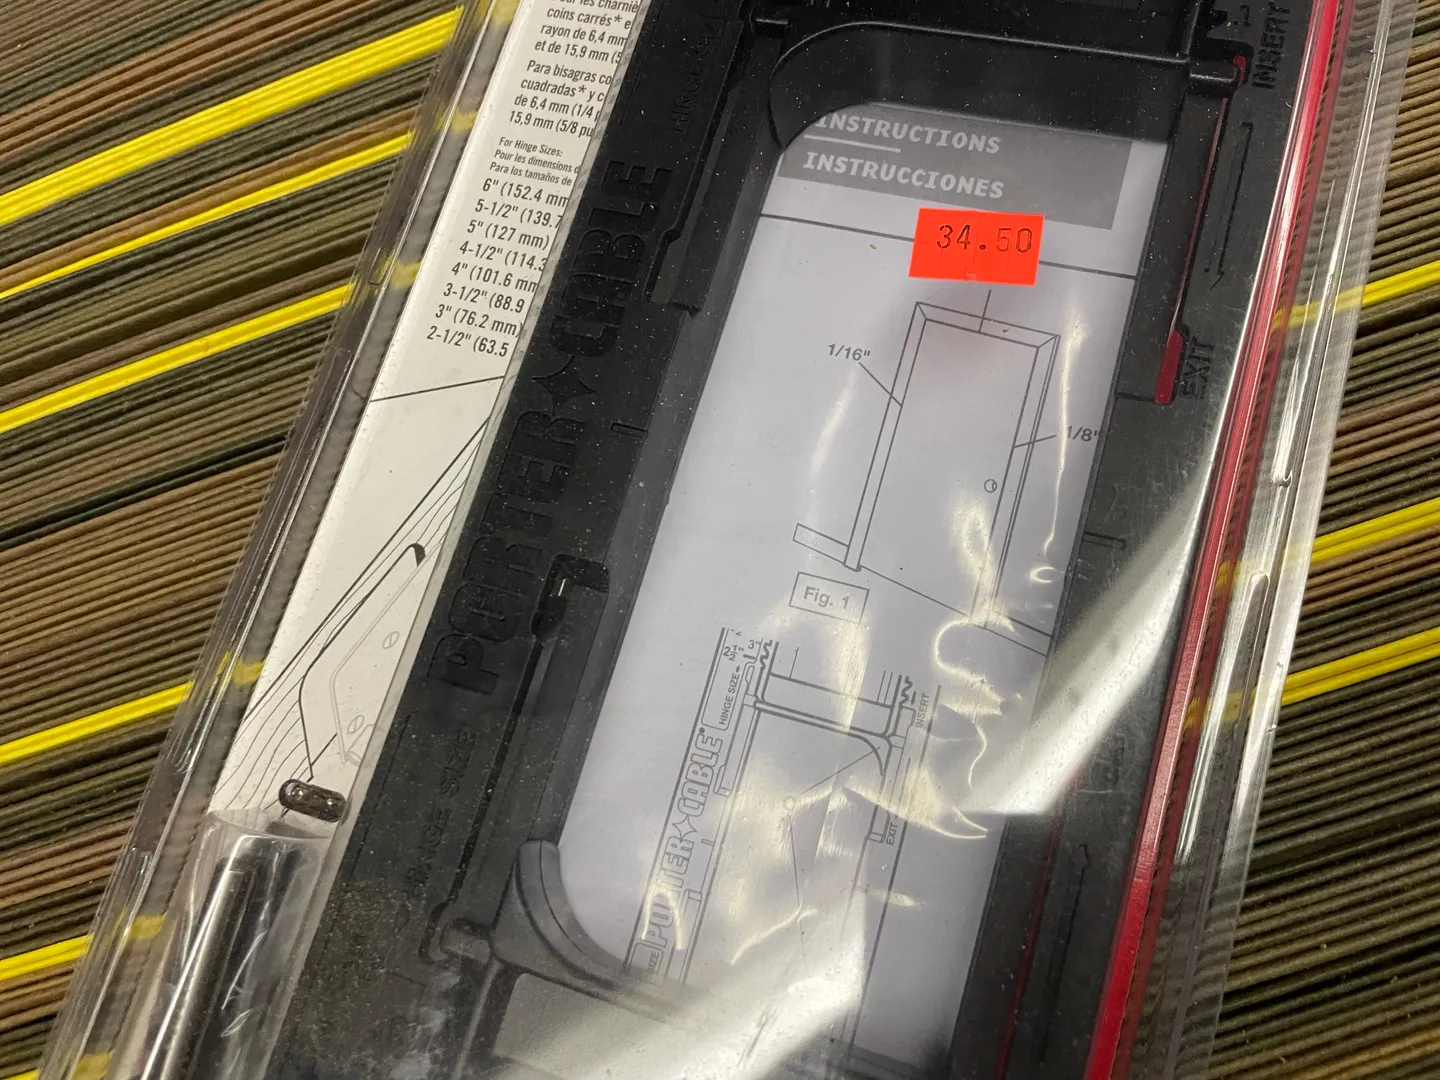 coins carrés* e
rayon de 6,4 mm
et de 15,9 mm (5
Para bisagras co
cuadradas* y c
de 6,4 mm (1/4 p
15,9 mm (5/8 pu
For Hinge Sizes:
Pour les dimensions d
Para los tamaños de
6" (152.4 mm
5-1/2" (139.7
5" (127 mm)
4-1/2" (114.3
4" (101.6 mm
3-1/2" (88.9
3" (76.2 mm)
2-1/2" (63.5
PORTER CABLE
HINGE SIZE
INSTRUCTIONS
INSTRUCCIONES
34.50
1/16"
1/8"
Fig. 1
3"
HINGE SIZE
INSERT
EXIT
PORTER CABLE®
INSERT
EXIT